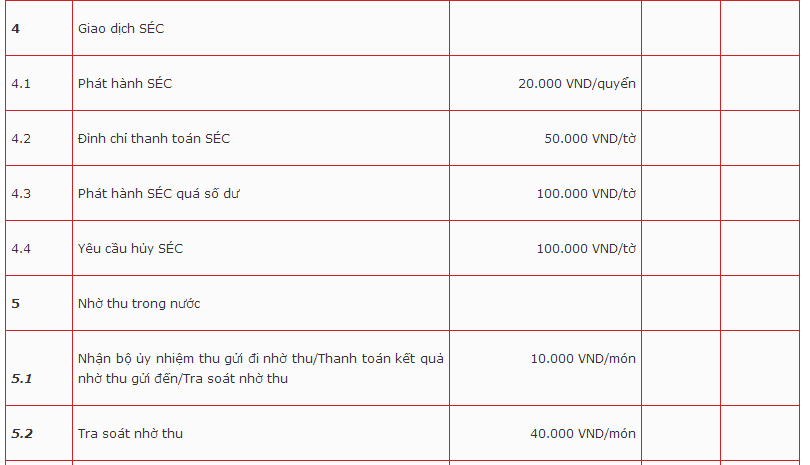 4 Giao dịch SÉC
4.1 Phát hành SÉC 20.000 VND/quyển
4.2 Đình chỉ thanh toán SÉC 50.000 VND/tờ
4.3 Phát hành SÉC quá số dư 100.000 VND/tờ
4.4 Yêu cầu hủy SÉC 100.000 VND/tờ
5 Nhờ thu trong nước
Nhận bộ ủy nhiệm thu gửi đi nhờ thu/Thanh toán kết quả 10.000 VND/món
5.1 nhờ thu gửi đến/Tra soát nhờ thu
5.2 Tra soát nhờ thu 40.000 VND/món